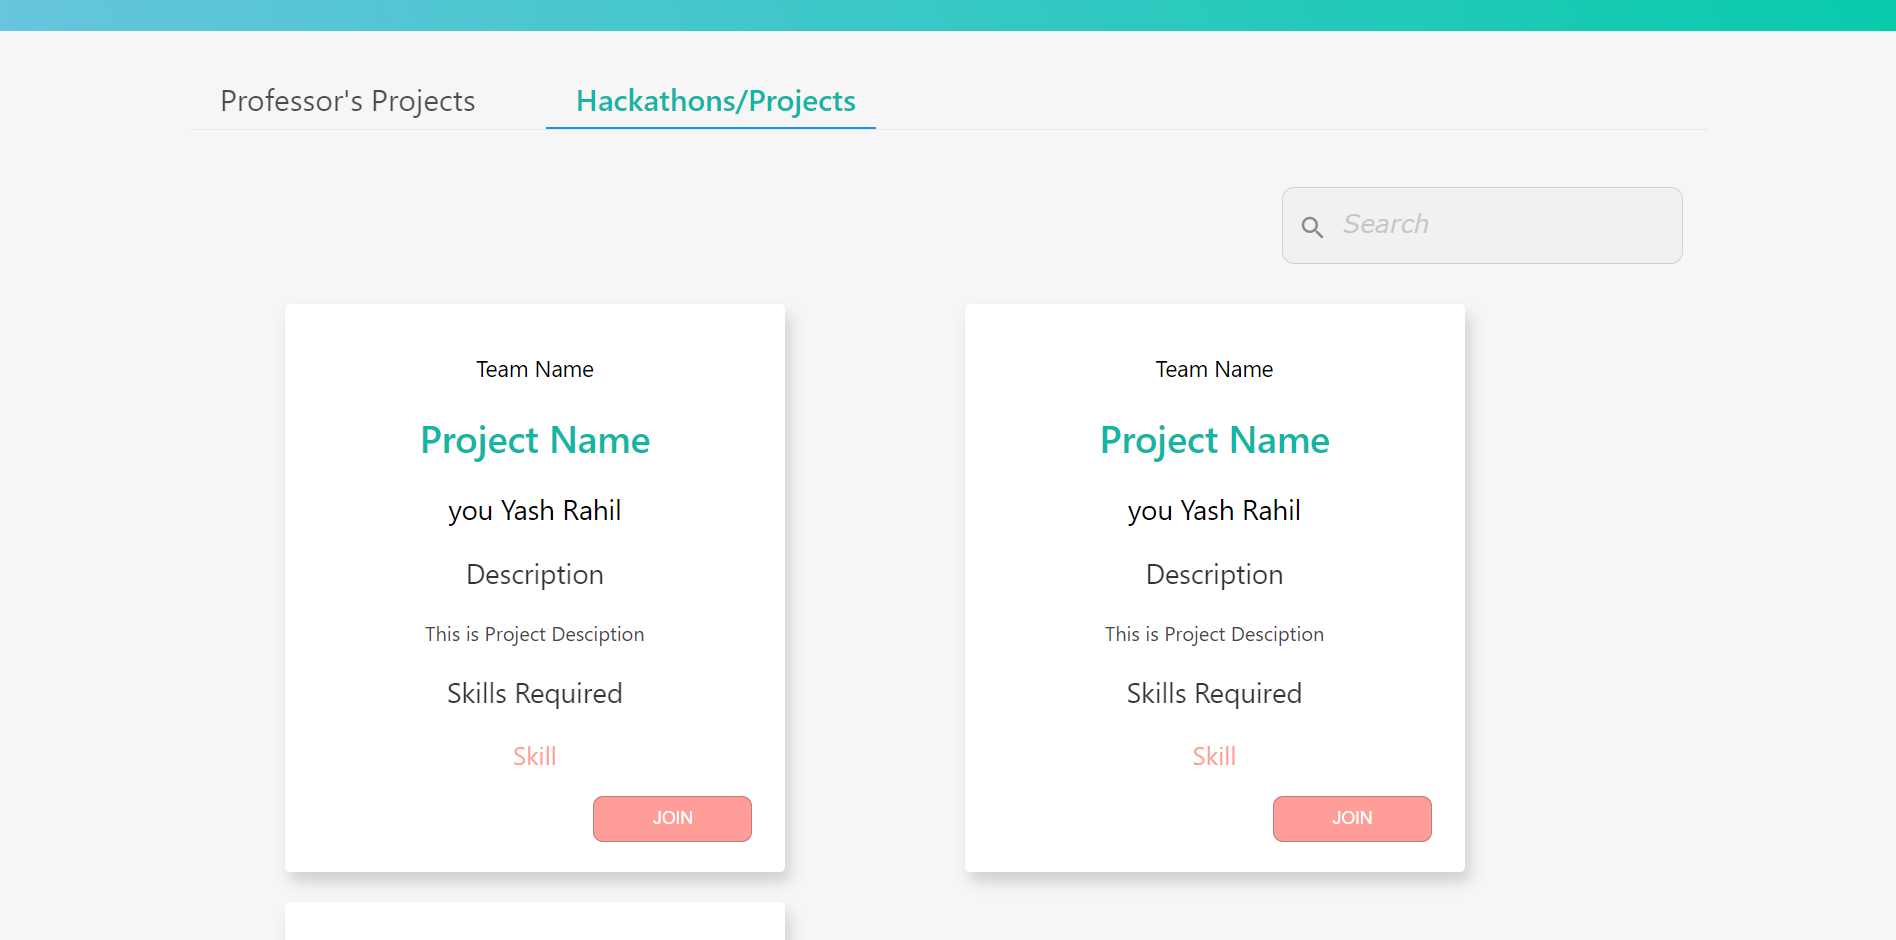 Professor's Projects
Hackathons/Projects
Search
Team Name
Project Name
you Yash Rahil
Description
This is Project Desciption
Skills Required
Skill
JOIN
Team Name
Project Name
you Yash Rahil
Description
This is Project Desciption
Skills Required
Skill
JOIN